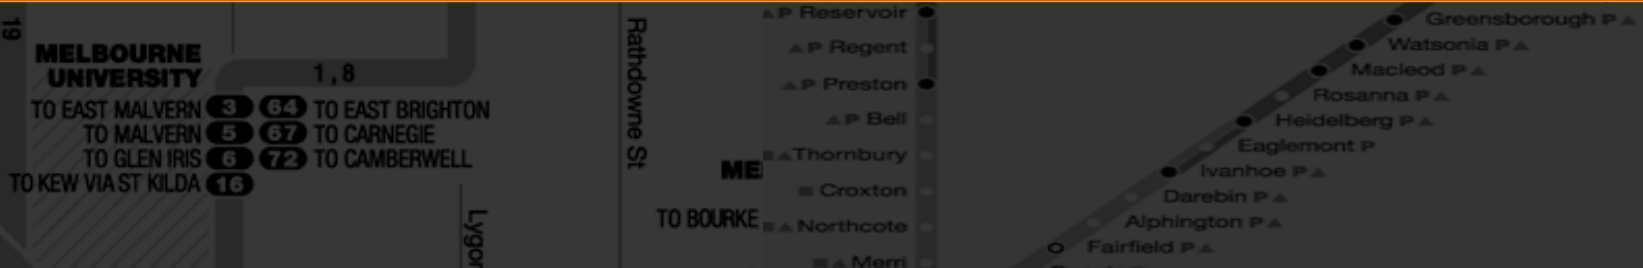 19
MELBOURNE
UNIVERSITY
1,8
TO EAST MALVERN 3 64 TO EAST BRIGHTON
TO MALVERN 5 67 TO CARNEGIE
TO GLEN IRIS 6 72 TO CAMBERWELL
TO KEW VIA ST KILDA 16
Rathdowne St
TO BOURKE
P Reservoir
P Regent
P Preston
P Bell
Thornbury
Croxton
Northcote
Merri
Greensborough P
Watsonia P
Macleod P
Rosanna P
Heidelberg P
Eaglemont P
Ivanhoe P
Darebin P
Alphington P
Fairfield P